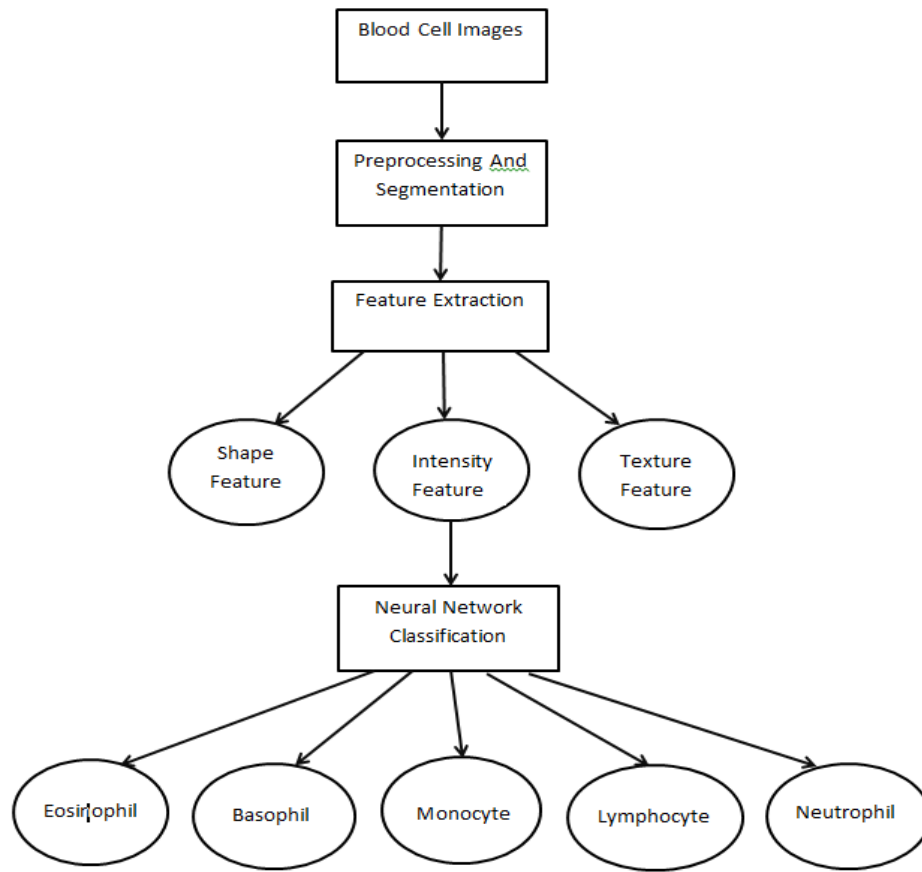 Blood Cell Images
Preprocessing And
Segmentation
Feature Extraction
Shape
Feature
Intensity
Feature
Texture
Feature
Neural Network
Classification
Eosinophil
Basophil
Monocyte
Lymphocyte
Neutrophil